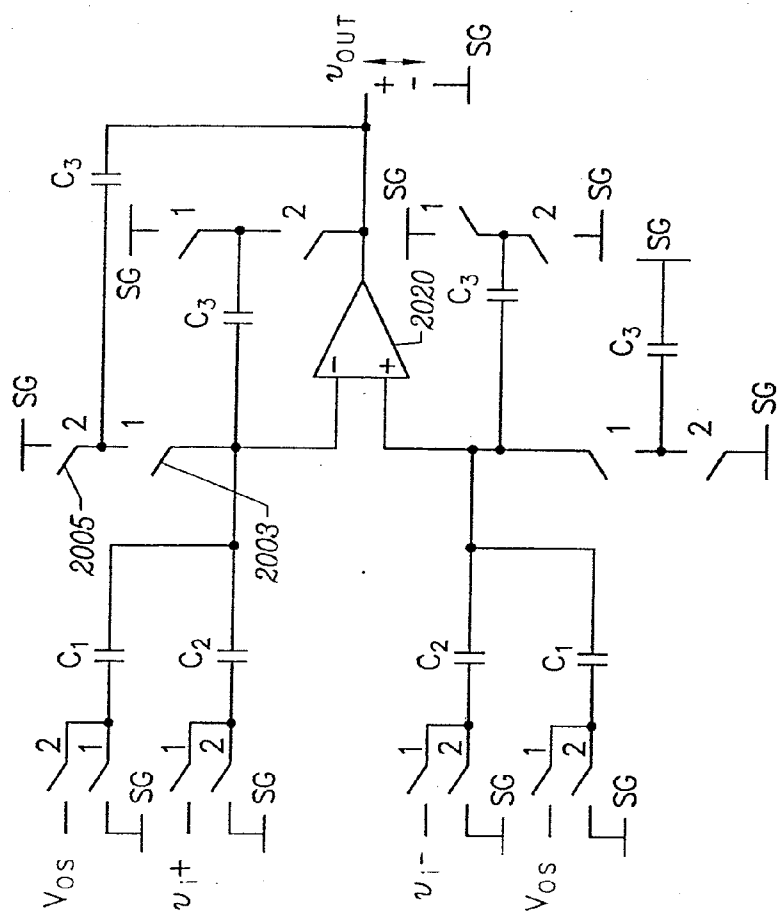 V_OS
2
1
SG
C₁
v_i+
1
2
SG
C₂
SG
2
1
2005
2003
C₃
C₃
SG
1
2
v_OUT
+
-
SG
-
+
2020
v_i-
1
2
SG
C₂
V_OS
1
2
SG
C₁
C₃
SG
1
2
SG
1
2
SG
C₃
SG